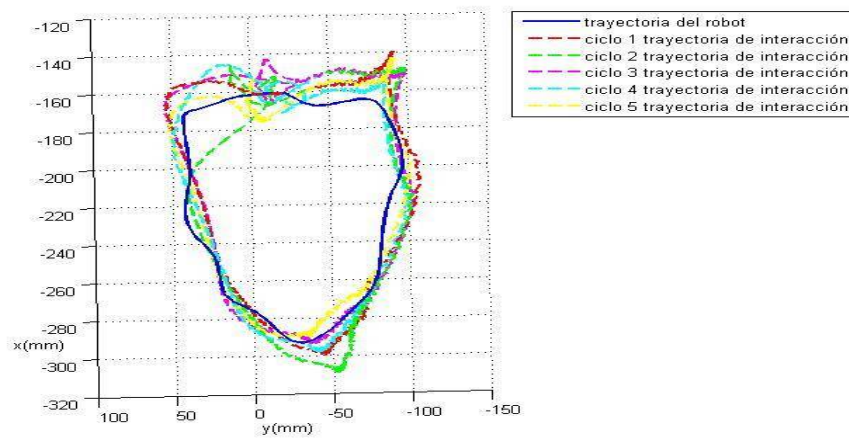 -120
-140
-160
-180
-200
-220
-240
-260
-280
-300
-320
x(mm)
100
50
0
-50
-100
-150
y(mm)
trayectoria del robot
ciclo 1 trayectoria de interacción
ciclo 2 trayectoria de interacción
ciclo 3 trayectoria de interacción
ciclo 4 trayectoria de interacción
ciclo 5 trayectoria de interacción